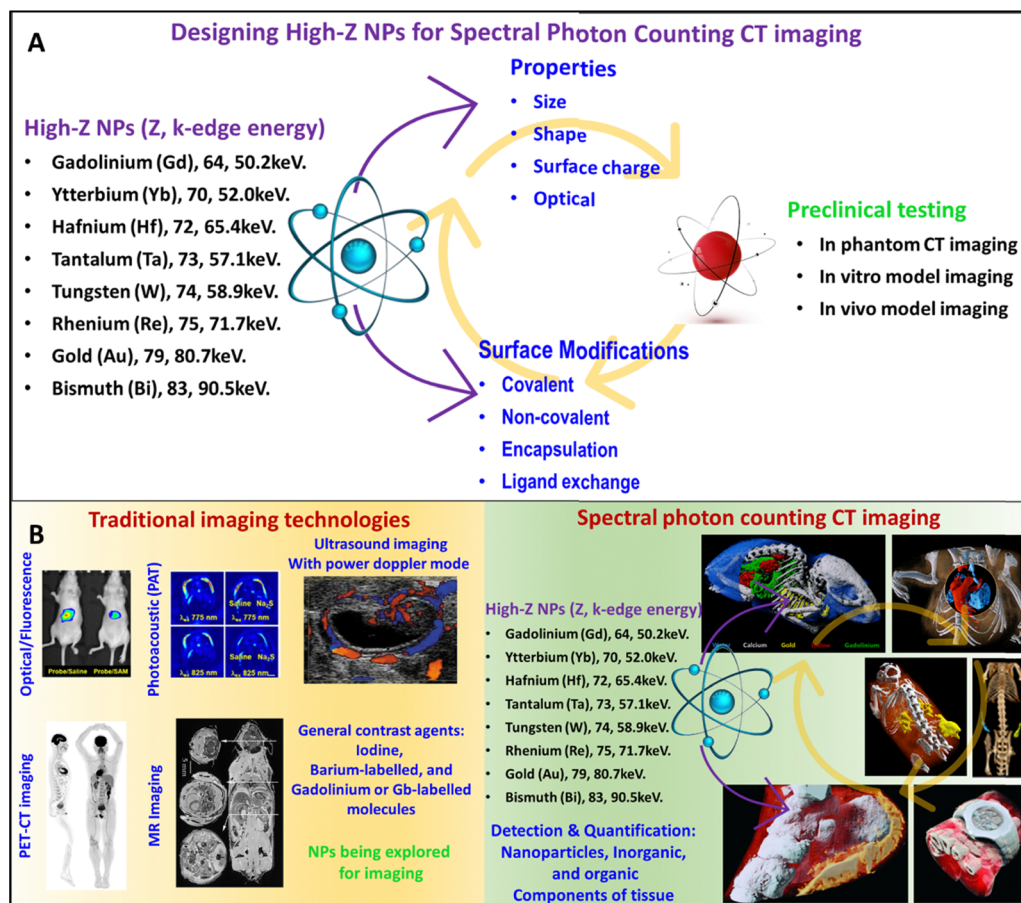 A
Designing High-Z NPs for Spectral Photon Counting CT imaging
High-Z NPs (Z, k-edge energy)
• Gadolinium (Gd), 64, 50.2keV.
• Ytterbium (Yb), 70, 52.0keV.
• Hafnium (Hf), 72, 65.4keV.
• Tantalum (Ta), 73, 57.1keV.
• Tungsten (W), 74, 58.9keV.
• Rhenium (Re), 75, 71.7keV.
• Gold (Au), 79, 80.7keV.
• Bismuth (Bi), 83, 90.5keV.
Properties
• Size
• Shape
• Surface charge
• Optical
Preclinical testing
• In phantom CT imaging
• In vitro model imaging
• In vivo model imaging
Surface Modifications
• Covalent
• Non-covalent
• Encapsulation
• Ligand exchange
B
Traditional imaging technologies
Optical/Fluorescence
Probe/Saline
Probe/SAM
Photoacoustic (PAT)
Saline Na₂S
775 nm
775 nm
Saline Na₂S
825 nm
825 nm
Ultrasound imaging
With power doppler mode
PET-CT imaging
MR Imaging
5 mm
General contrast agents:
Iodine,
Barium-labelled, and
Gadolinium or Gb-labelled
molecules
NPs being explored
for imaging
Spectral photon counting CT imaging
High-Z NPs (Z, k-edge energy)
• Gadolinium (Gd), 64, 50.2keV.
• Ytterbium (Yb), 70, 52.0keV.
• Hafnium (Hf), 72, 65.4keV.
• Tantalum (Ta), 73, 57.1keV.
• Tungsten (W), 74, 58.9keV.
• Rhenium (Re), 75, 71.7keV.
• Gold (Au), 79, 80.7keV.
• Bismuth (Bi), 83, 90.5keV.
Calcium
Gold
Gadolinium
Detection & Quantification:
Nanoparticles, Inorganic,
and organic
Components of tissue